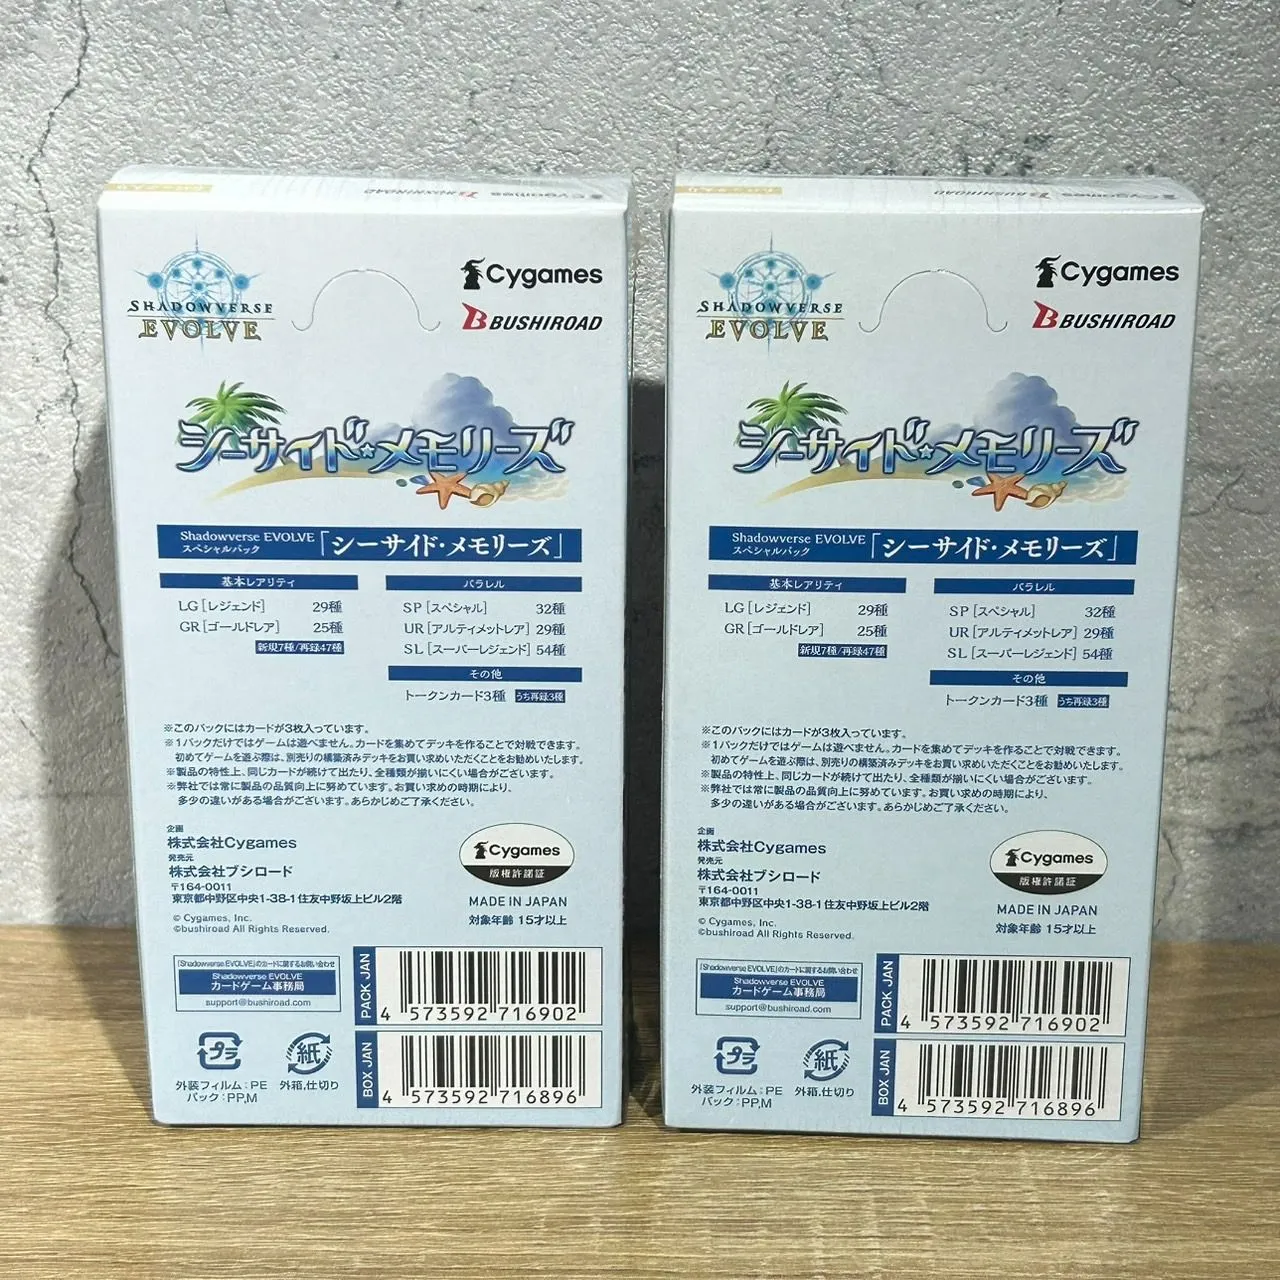 Cygames BUSHIROAD
SHADOWVERSE
EVOLVE
Cygames
BUSHIROAD
シーサイド☆メモリーズ
Shadowverse EVOLVE
スペシャルパック
「シーサイド・メモリーズ」
基本レアリティ
LG[レジェンド] 29種
GR[ゴールドレア] 25種
新規7種/再録47種
パラレル
SP[スペシャル] 32種
UR[アルティメットレア] 29種
SL[スーパーレジェンド] 54種
その他
トークンカード3種 うち再録3種
※このパックにはカードが3枚入っています。
※1パックだけではゲームは遊べません。カードを集めてデッキを作ることで対戦できます。
初めてゲームを遊ぶ際は、別売りの構築済みデッキをお買い求めいただくことをお勧めいたします。
※製品の特性上、同じカードが続けて出たり、全種類が揃いにくい場合がございます。
※弊社では常に製品の品質向上に努めています。お買い求めの時期により、
多少の違いがある場合がございます。あらかじめご了承ください。
企画
株式会社Cygames
発売元
株式会社ブシロード
〒164-0011
東京都中野区中央1-38-1住友中野坂上ビル2階
© Cygames, Inc.
©bushiroad All Rights Reserved.
Cygames
版権許諾証
MADE IN JAPAN
対象年齢 15才以上
「Shadowverse EVOLVE」のカードに関するお問い合わせ
Shadowverse EVOLVE
カードゲーム事務局
support@bushiroad.com
PACK JAN
4 573592 716902
BOX JAN
4 573592 716896
プラ
外装フィルム:PE
パック:PP,M
紙
外箱,仕切り
Cygames BUSHIROAD
SHADOWVERSE
EVOLVE
Cygames
BUSHIROAD
シーサイド☆メモリーズ
Shadowverse EVOLVE
スペシャルパック
「シーサイド・メモリーズ」
基本レアリティ
LG[レジェンド] 29種
GR[ゴールドレア] 25種
新規7種/再録47種
パラレル
SP[スペシャル] 32種
UR[アルティメットレア] 29種
SL[スーパーレジェンド] 54種
その他
トークンカード3種 うち再録3種
※このパックにはカードが3枚入っています。
※1パックだけではゲームは遊べません。カードを集めてデッキを作ることで対戦できます。
初めてゲームを遊ぶ際は、別売りの構築済みデッキをお買い求めいただくことをお勧めいたします。
※製品の特性上、同じカードが続けて出たり、全種類が揃いにくい場合がございます。
※弊社では常に製品の品質向上に努めています。お買い求めの時期により、
多少の違いがある場合がございます。あらかじめご了承ください。
企画
株式会社Cygames
発売元
株式会社ブシロード
〒164-0011
東京都中野区中央1-38-1住友中野坂上ビル2階
© Cygames, Inc.
©bushiroad All Rights Reserved.
Cygames
版権許諾証
MADE IN JAPAN
対象年齢 15才以上
「Shadowverse EVOLVE」のカードに関するお問い合わせ
Shadowverse EVOLVE
カードゲーム事務局
support@bushiroad.com
PACK JAN
4 573592 716902
BOX JAN
4 573592 716896
プラ
外装フィルム:PE
パック:PP,M
紙
外箱,仕切り